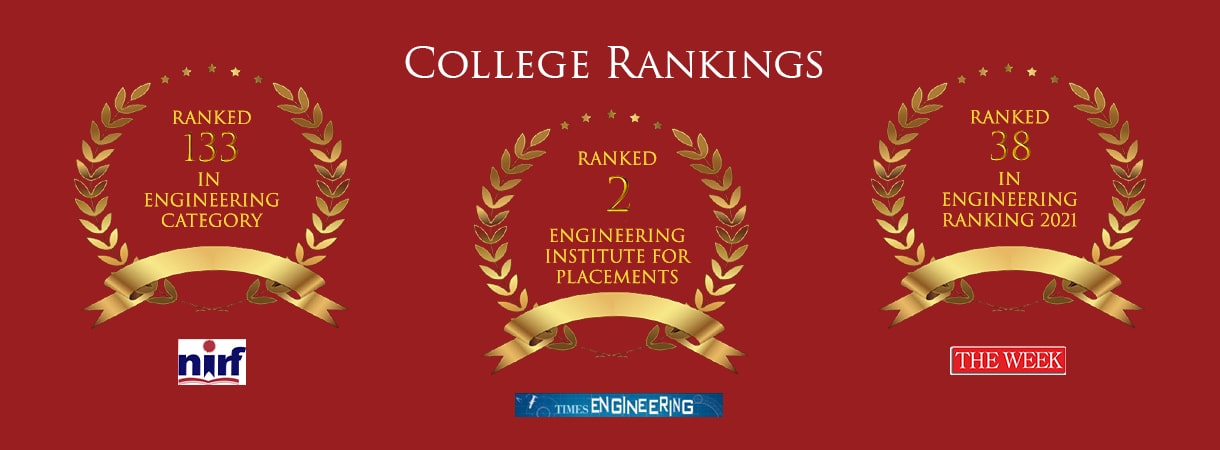 COLLEGE RANKINGS
RANKED
133
IN
ENGINEERING
CATEGORY
nirf
RANKED
2
ENGINEERING
INSTITUTE FOR
PLACEMENTS
TIMES ENGINEERING
RANKED
38
IN
ENGINEERING
RANKING 2021
THE WEEK